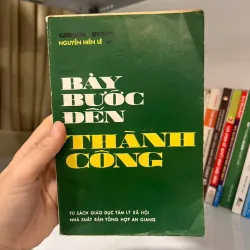 GORDON
NGUYỄN HIẾN LÊ
BẢY
BƯỚC
ĐẾN
THÀNH
CÔNG
TỦ SÁCH GIÁO DỤC TÂM LÝ XÃ HỘI
NHÀ XUẤT BẢN TỔNG HỢP AN GIANG